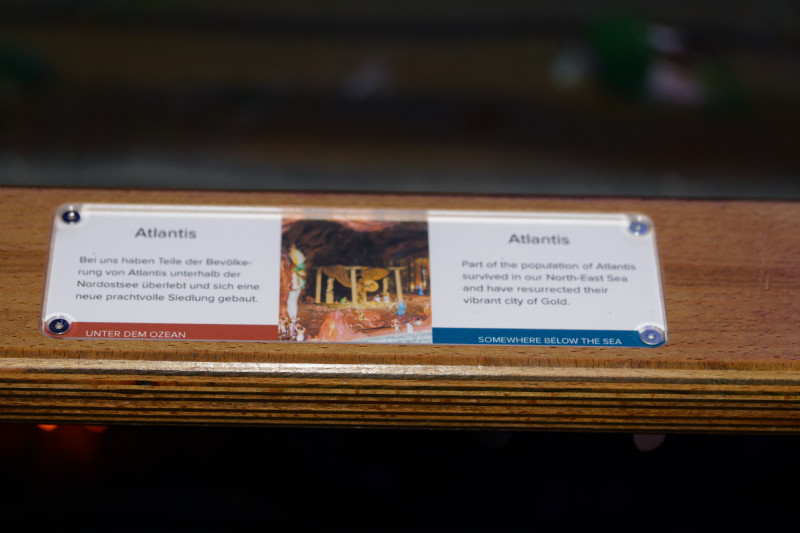 Atlantis
Bei uns haben Teile der Bevölke-
rung von Atlantis unterhalb der
Nordostsee überlebt und sich eine
neue prachtvolle Siedlung gebaut.
UNTER DEM OZEAN
Atlantis
Part of the population of Atlantis
survived in our North-East Sea
and have resurrected their
vibrant city of Gold.
SOMEWHERE BELOW THE SEA